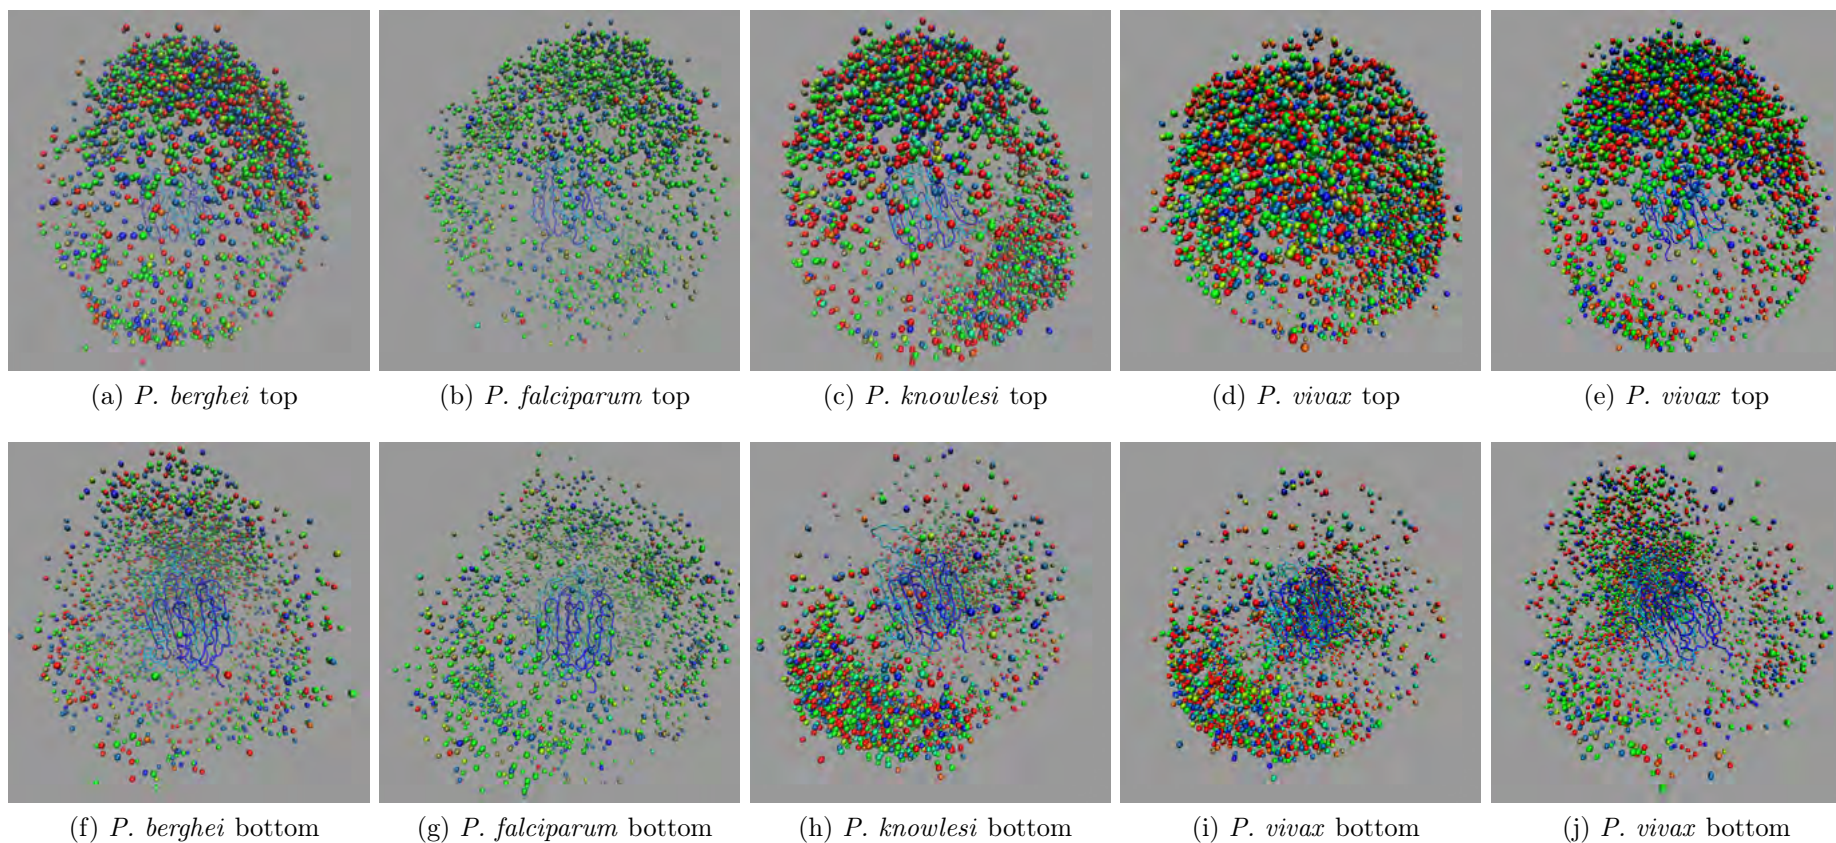 (a) P. berghei top
(b) P. falciparum top
(c) P. knowlesi top
(d) P. vivax top
(e) P. vivax top
(f) P. berghei bottom
(g) P. falciparum bottom
(h) P. knowlesi bottom
(i) P. vivax bottom
(j) P. vivax bottom